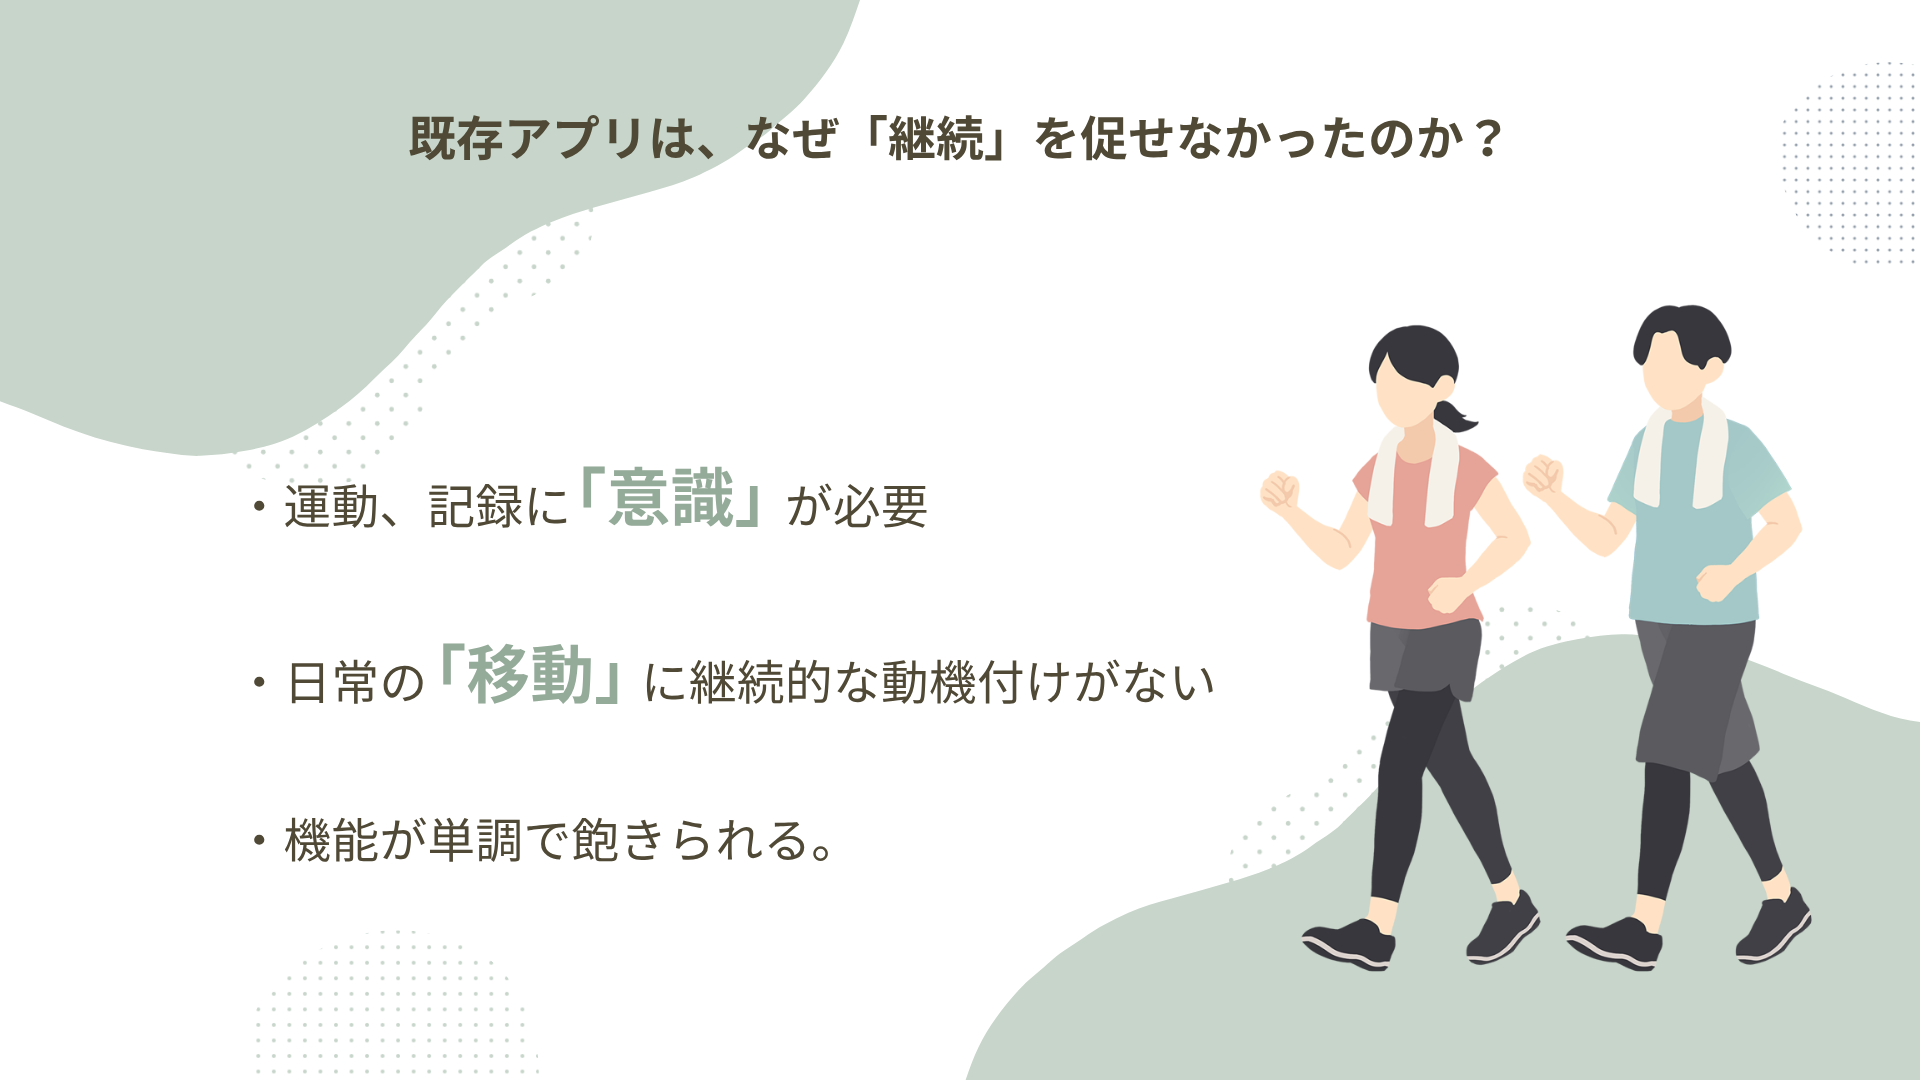 既存アプリは、なぜ「継続」を促せなかったのか？
・運動、記録に「意識」が必要
・日常の「移動」に継続的な動機付けがない
・機能が単調で飽きられる。